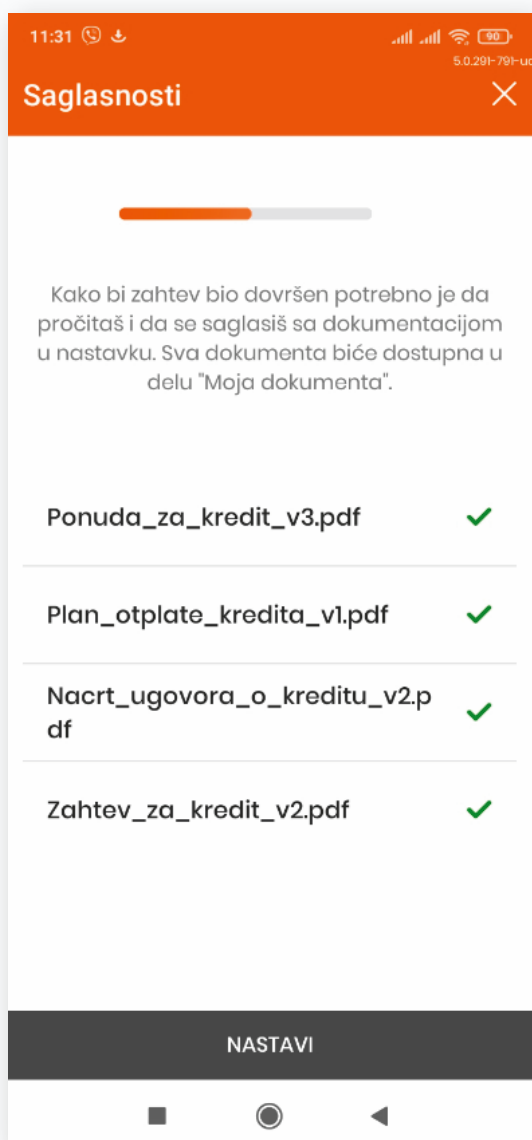 11:31
90
5.0.291-791-ua
Saglasnosti
Kako bi zahtev bio dovršen potrebno je da
pročitaš i da se saglasiš sa dokumentacijom
u nastavku. Sva dokumenta biće dostupna u
delu "Moja dokumenta".
Ponuda_za_kredit_v3.pdf
Plan_otplate_kredita_v1.pdf
Nacrt_ugovora_o_kreditu_v2.p
df
Zahtev_za_kredit_v2.pdf
NASTAVI